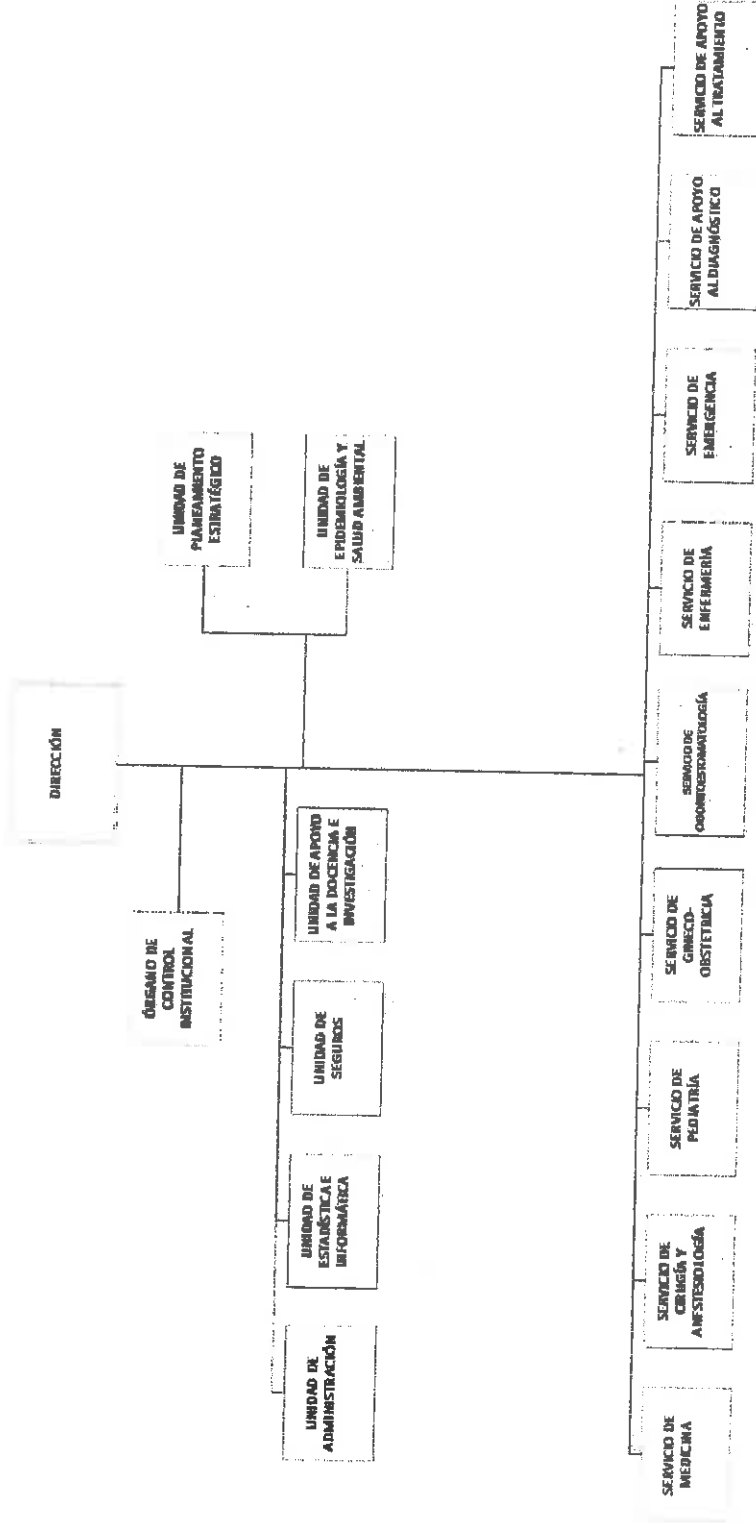 DIRECCIÓN
ÓRGANO DE
CONTROL
INSTITUCIONAL
UNIDAD DE
PLANEAMIENTO
ESTRATÉGICO
UNIDAD DE
EPIDEMIOLOGÍA Y
SALUD AMBIENTAL
UNIDAD DE
ADMINISTRACIÓN
UNIDAD DE
ESTADÍSTICA E
INFORMÁTICA
UNIDAD DE
SEGUROS
UNIDAD DE APOYO
A LA DOCENCIA E
INVESTIGACIÓN
SERVICIO DE
MEDICINA
SERVICIO DE
CIRUGÍA Y
ANESTESIOLOGÍA
SERVICIO DE
PEDIATRÍA
SERVICIO DE
GINECO-
OBSTETRICIA
SERVICIO DE
ODONTOESTOMATOLOGÍA
SERVICIO DE
ENFERMERÍA
SERVICIO DE
EMERGENCIA
SERVICIO DE APOYO
AL DIAGNÓSTICO
SERVICIO DE APOYO
AL TRATAMIENTO